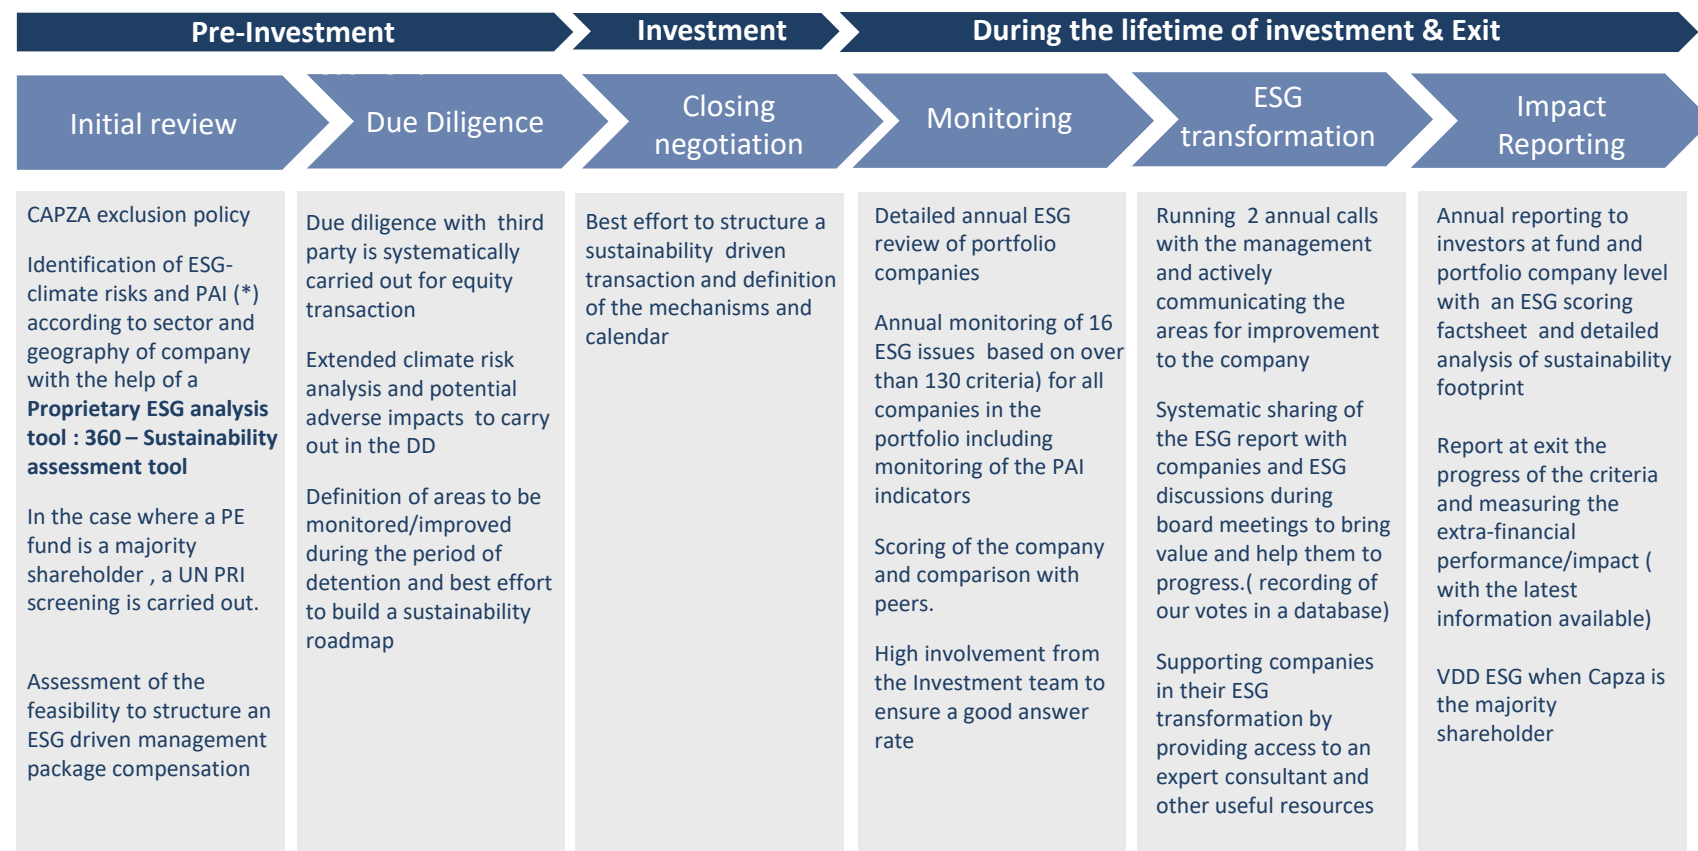 Pre-Investment
Investment
During the lifetime of investment & Exit
Initial review
Due Diligence
Closing
negotiation
Monitoring
ESG
transformation
Impact
Reporting
CAPZA exclusion policy
Identification of ESG-
climate risks and PAI (*)
according to sector and
geography of company
with the help of a
Proprietary ESG analysis
tool : 360 – Sustainability
assessment tool
In the case where a PE
fund is a majority
shareholder , a UN PRI
screening is carried out.
Assessment of the
feasibility to structure an
ESG driven management
package compensation
Due diligence with  third
party is systematically
carried out for equity
transaction
Extended climate risk
analysis and potential
adverse impacts  to carry
out in the DD
Definition of areas to be
monitored/improved
during the period of
detention and best effort
to build a sustainability
roadmap
Best effort to structure a
sustainability  driven
transaction and definition
of the mechanisms and
calendar
Detailed annual ESG
review of portfolio
companies
Annual monitoring of 16
ESG issues  based on over
than 130 criteria) for all
companies in the
portfolio including
monitoring of the PAI
indicators
Scoring of the company
and comparison with
peers.
High involvement from
the Investment team to
ensure a good answer
rate
Running  2 annual calls
with the management
and actively
communicating the
areas for improvement
to the company
Systematic sharing of
the ESG report with
companies and ESG
discussions during
board meetings to bring
value and help them to
progress.( recording of
our votes in a database)
Supporting companies
in their ESG
transformation by
providing access to an
expert consultant and
other useful resources
Annual reporting to
investors at fund and
portfolio company level
with  an ESG scoring
factsheet  and detailed
analysis of sustainability
footprint
Report at exit the
progress of the criteria
and measuring the
extra-financial
performance/impact (
with the latest
information available)
VDD ESG when Capza is
the majority
shareholder